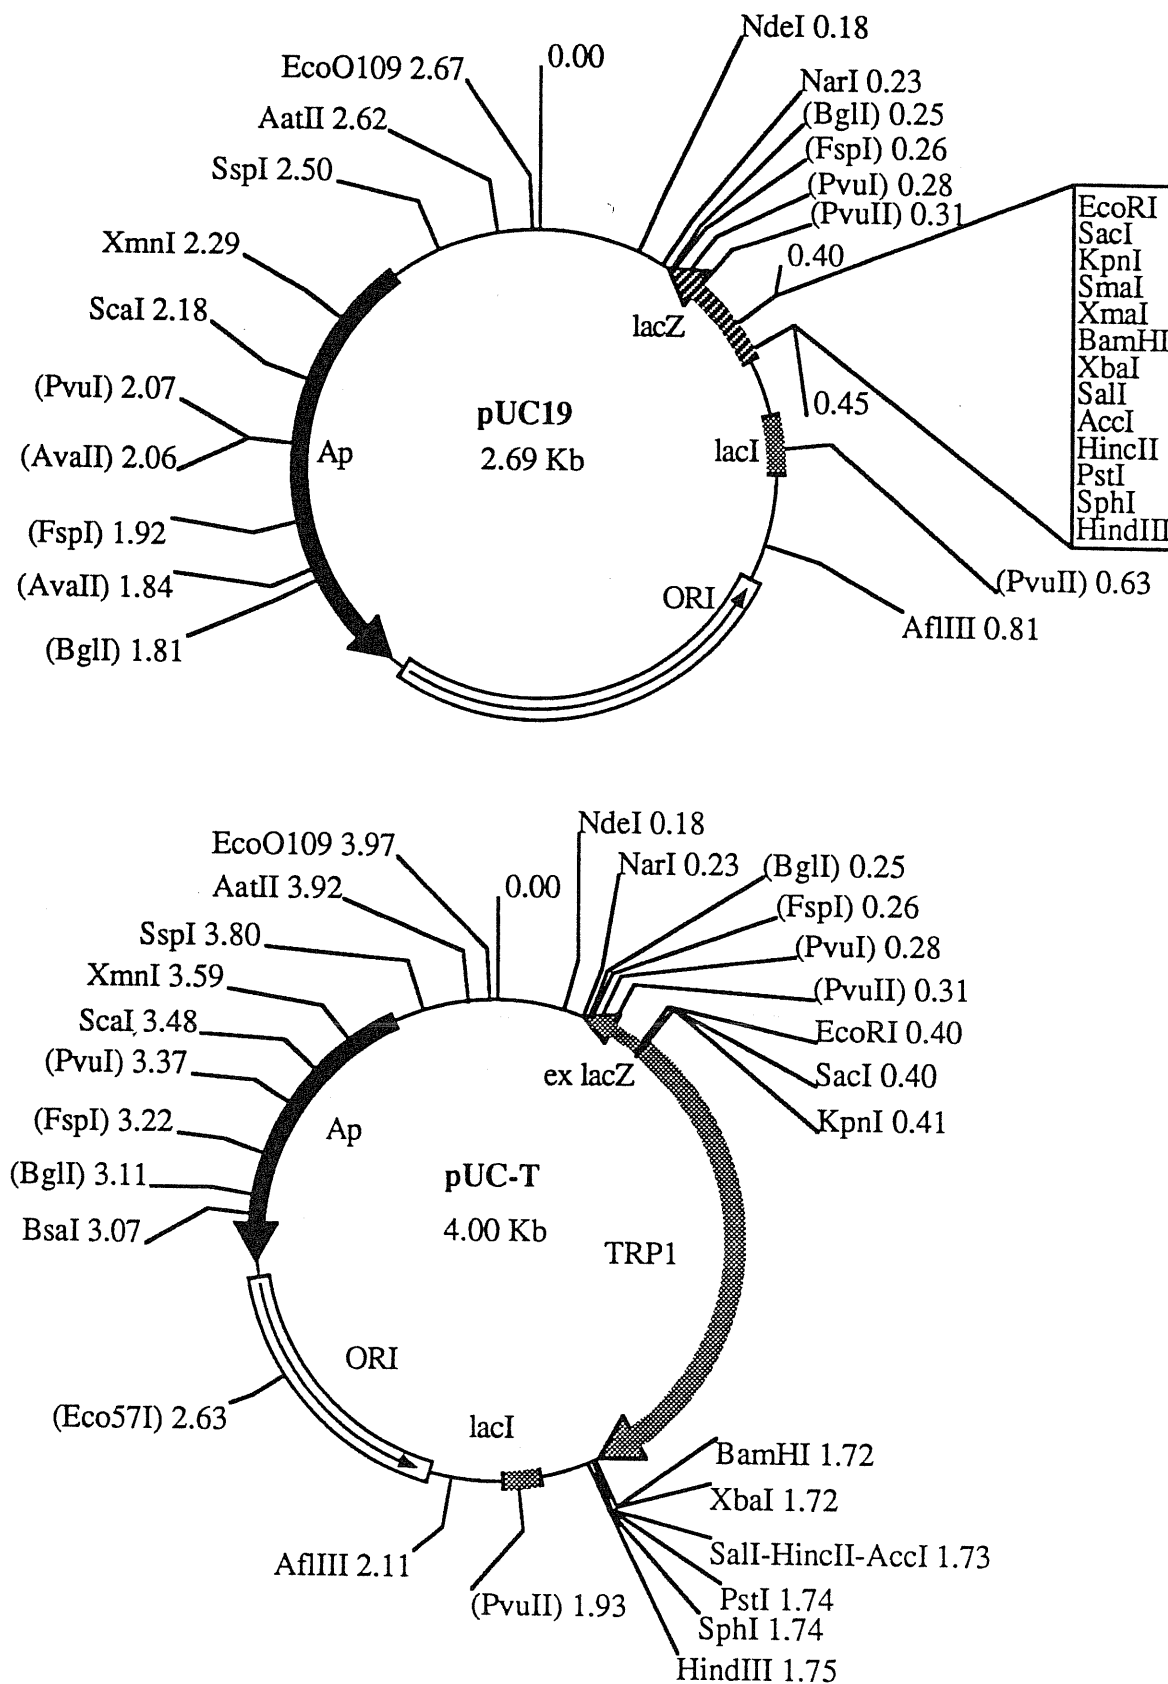 NdeI 0.18
0.00
EcoO109 2.67
NarI 0.23
(BglI) 0.25
AatII 2.62
(FspI) 0.26
SspI 2.50
(PvuI) 0.28
(PvuII) 0.31
EcoRI
SacI
KpnI
SmaI
XmaI
BamHI
XbaI
SalI
AccI
HincII
PstI
SphI
HindIII
XmnI 2.29
0.40
ScaI 2.18
lacZ
(PvuI) 2.07
pUC19
0.45
(AvaII) 2.06
Ap
2.69 Kb
lacI
(FspI) 1.92
(AvaII) 1.84
(PvuII) 0.63
ORI
AflIII 0.81
(BglI) 1.81
NdeI 0.18
EcoO109 3.97
NarI 0.23
(BglI) 0.25
AatII 3.92
0.00
(FspI) 0.26
SspI 3.80
(PvuI) 0.28
XmnI 3.59
(PvuII) 0.31
ScaI 3.48
EcoRI 0.40
(PvuI) 3.37
ex lacZ
SacI 0.40
(FspI) 3.22
Ap
KpnI 0.41
(BglI) 3.11
pUC-T
BsaI 3.07
4.00 Kb
TRP1
ORI
(Eco57I) 2.63
lacI
BamHI 1.72
XbaI 1.72
SalI-HincII-AccI 1.73
AflIII 2.11
PstI 1.74
(PvuII) 1.93
SphI 1.74
HindIII 1.75